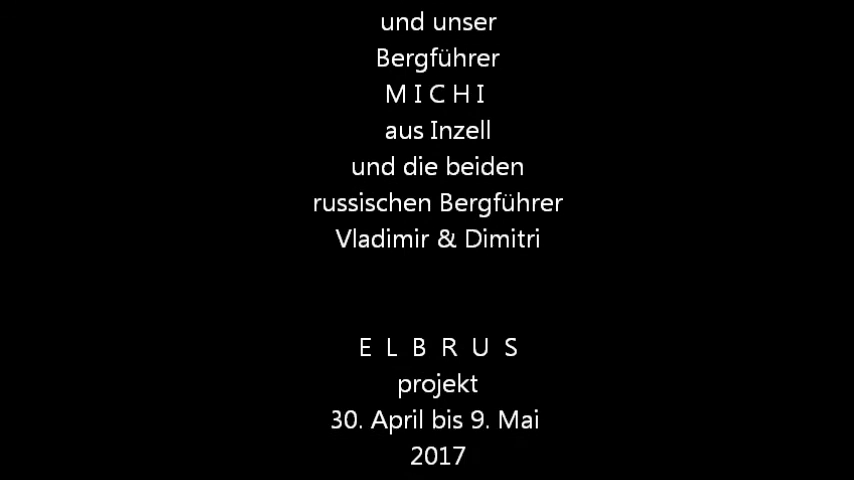 und unser
Bergführer
M I C H I
aus Inzell
und die beiden
russischen Bergführer
Vladimir & Dimitri
E L B R U S
projekt
30. April bis 9. Mai
2017